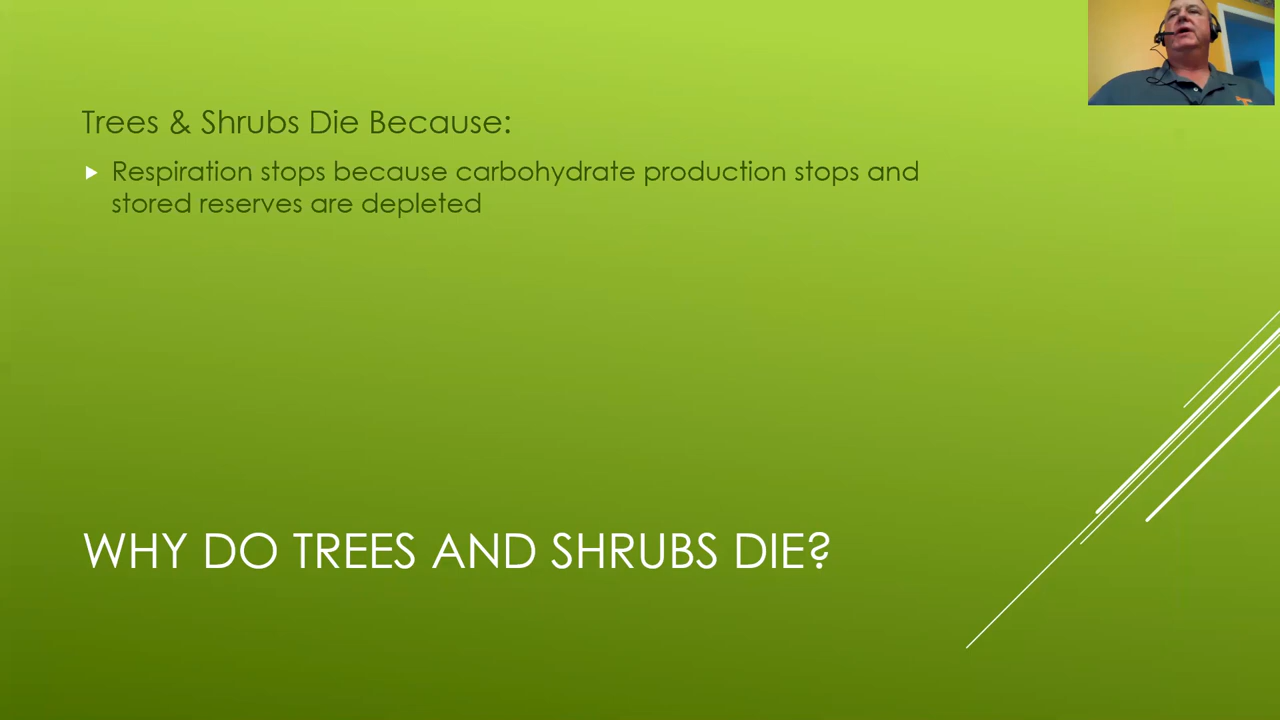 Trees & Shrubs Die Because:
Respiration stops because carbohydrate production stops and
stored reserves are depleted
WHY DO TREES AND SHRUBS DIE?